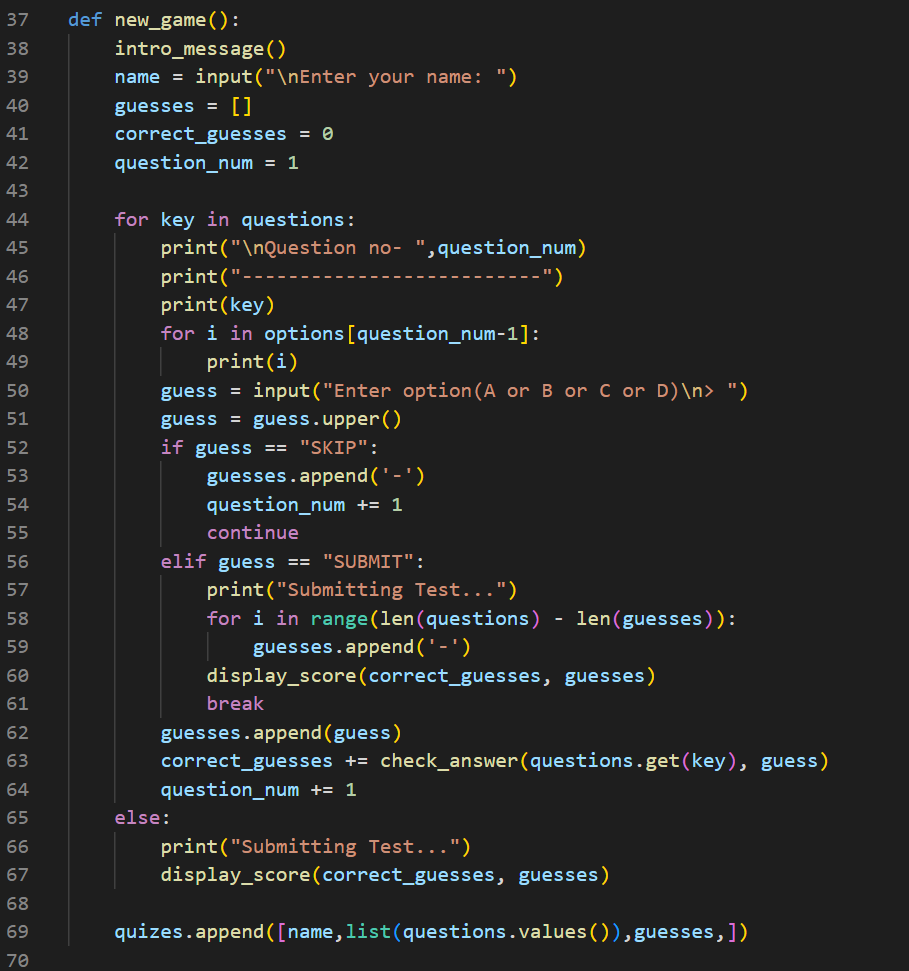 37 def new_game():
38     intro_message()
39     name = input("\nEnter your name: ")
40     guesses = []
41     correct_guesses = 0
42     question_num = 1
43
44     for key in questions:
45         print("\nQuestion no- ",question_num)
46         print("--------------------------")
47         print(key)
48         for i in options[question_num-1]:
49             print(i)
50         guess = input("Enter option(A or B or C or D)\n> ")
51         guess = guess.upper()
52         if guess == "SKIP":
53             guesses.append('-')
54             question_num += 1
55             continue
56         elif guess == "SUBMIT":
57             print("Submitting Test...")
58             for i in range(len(questions) - len(guesses)):
59                 guesses.append('-')
60             display_score(correct_guesses, guesses)
61             break
62         guesses.append(guess)
63         correct_guesses += check_answer(questions.get(key), guess)
64         question_num += 1
65     else:
66         print("Submitting Test...")
67         display_score(correct_guesses, guesses)
68
69     quizes.append([name,list(questions.values()),guesses,])
70